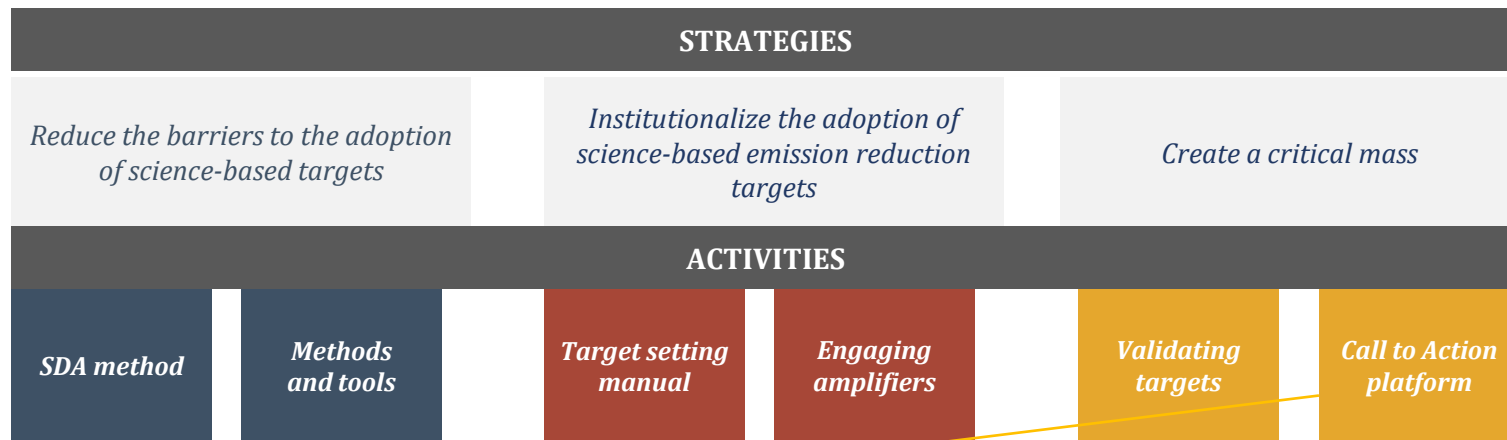 STRATEGIES
Reduce the barriers to the adoption
of science-based targets
Institutionalize the adoption of
science-based emission reduction
targets
Create a critical mass
ACTIVITIES
SDA method
Methods
and tools
Target setting
manual
Engaging
amplifiers
Validating
targets
Call to Action
platform